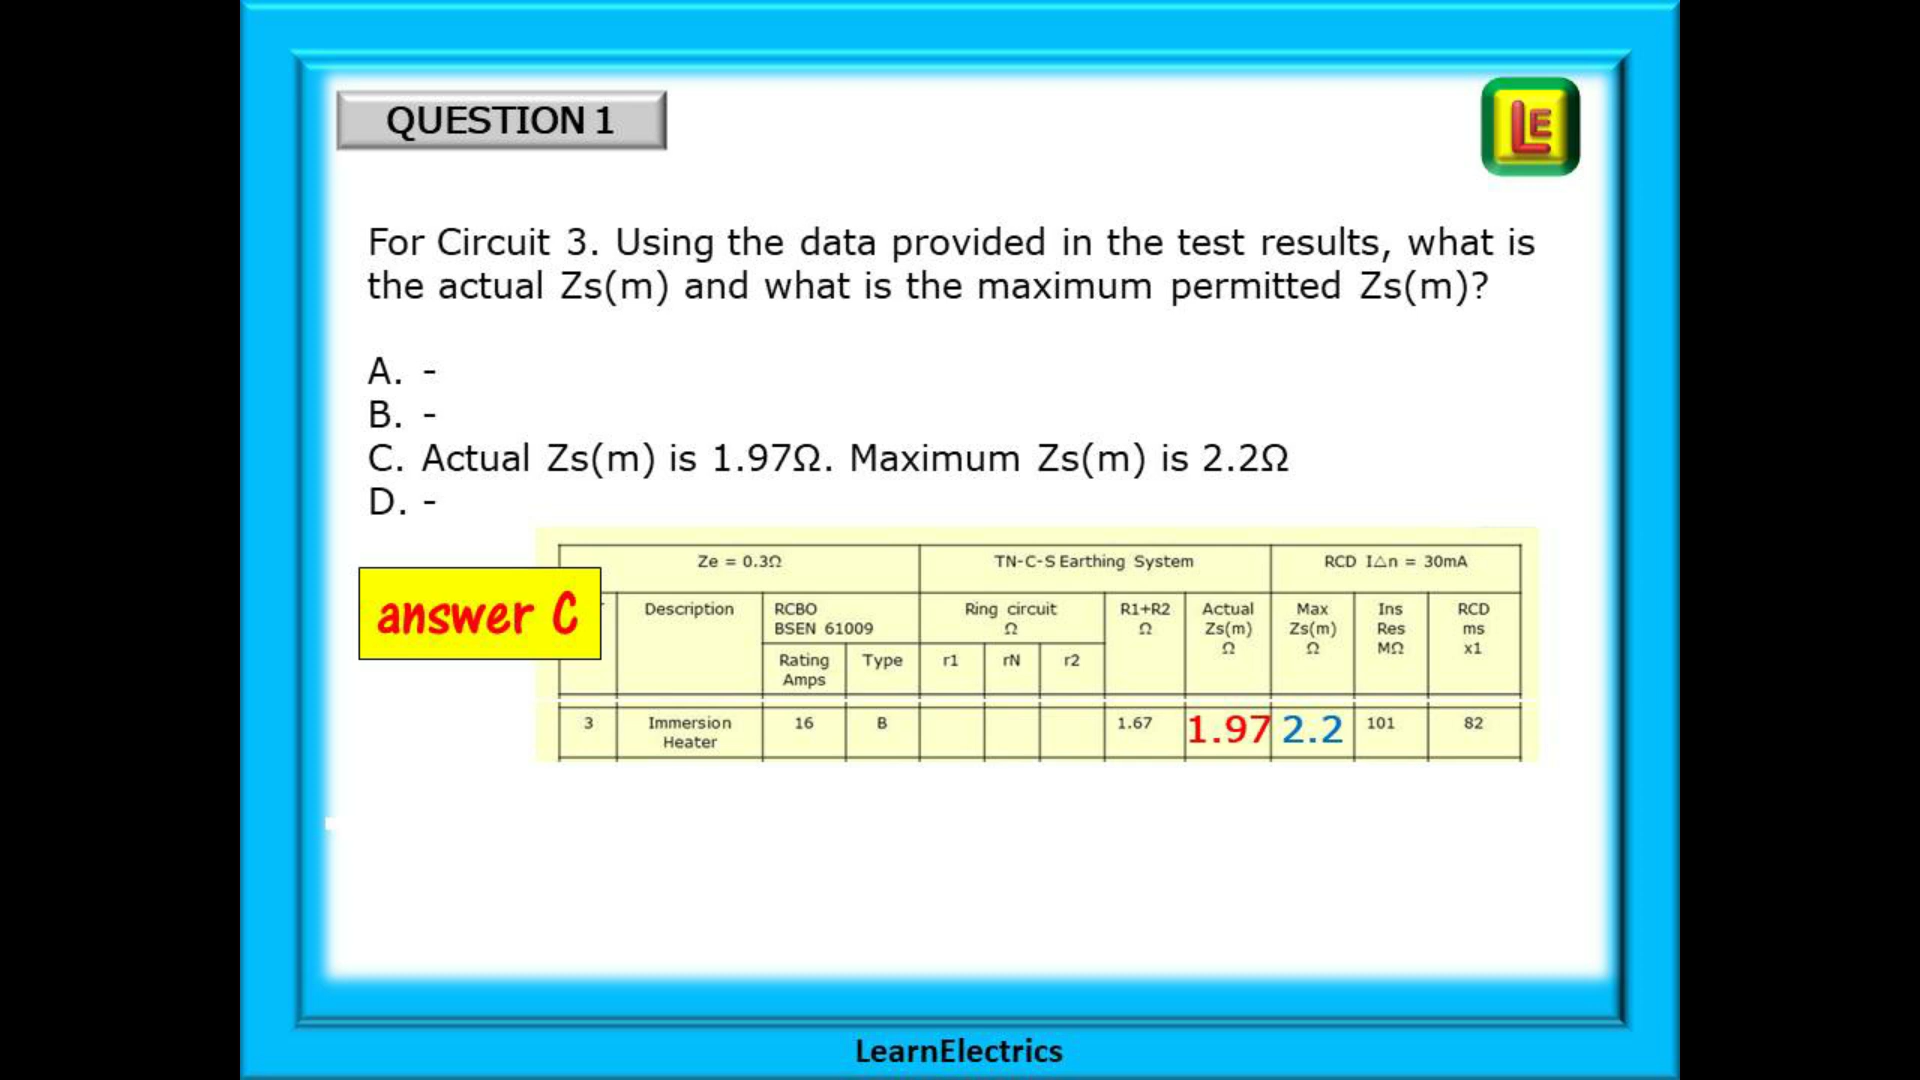 QUESTION 1
LE
For Circuit 3. Using the data provided in the test results, what is
the actual Zs(m) and what is the maximum permitted Zs(m)?
A. -
B. -
C. Actual Zs(m) is 1.97Ω. Maximum Zs(m) is 2.2Ω
D. -
answer C
Ze = 0.3Ω TN-C-S Earthing System RCD I△n = 30mA
Description RCBO Ring circuit R1+R2 Actual Max Ins RCD
BSEN 61009 Ω Ω Zs(m) Zs(m) Res ms
Ω Ω MΩ x1
Rating Type r1 rN r2
Amps
3 Immersion 16 B 1.67 1.97 2.2 101 82
Heater
LearnElectrics